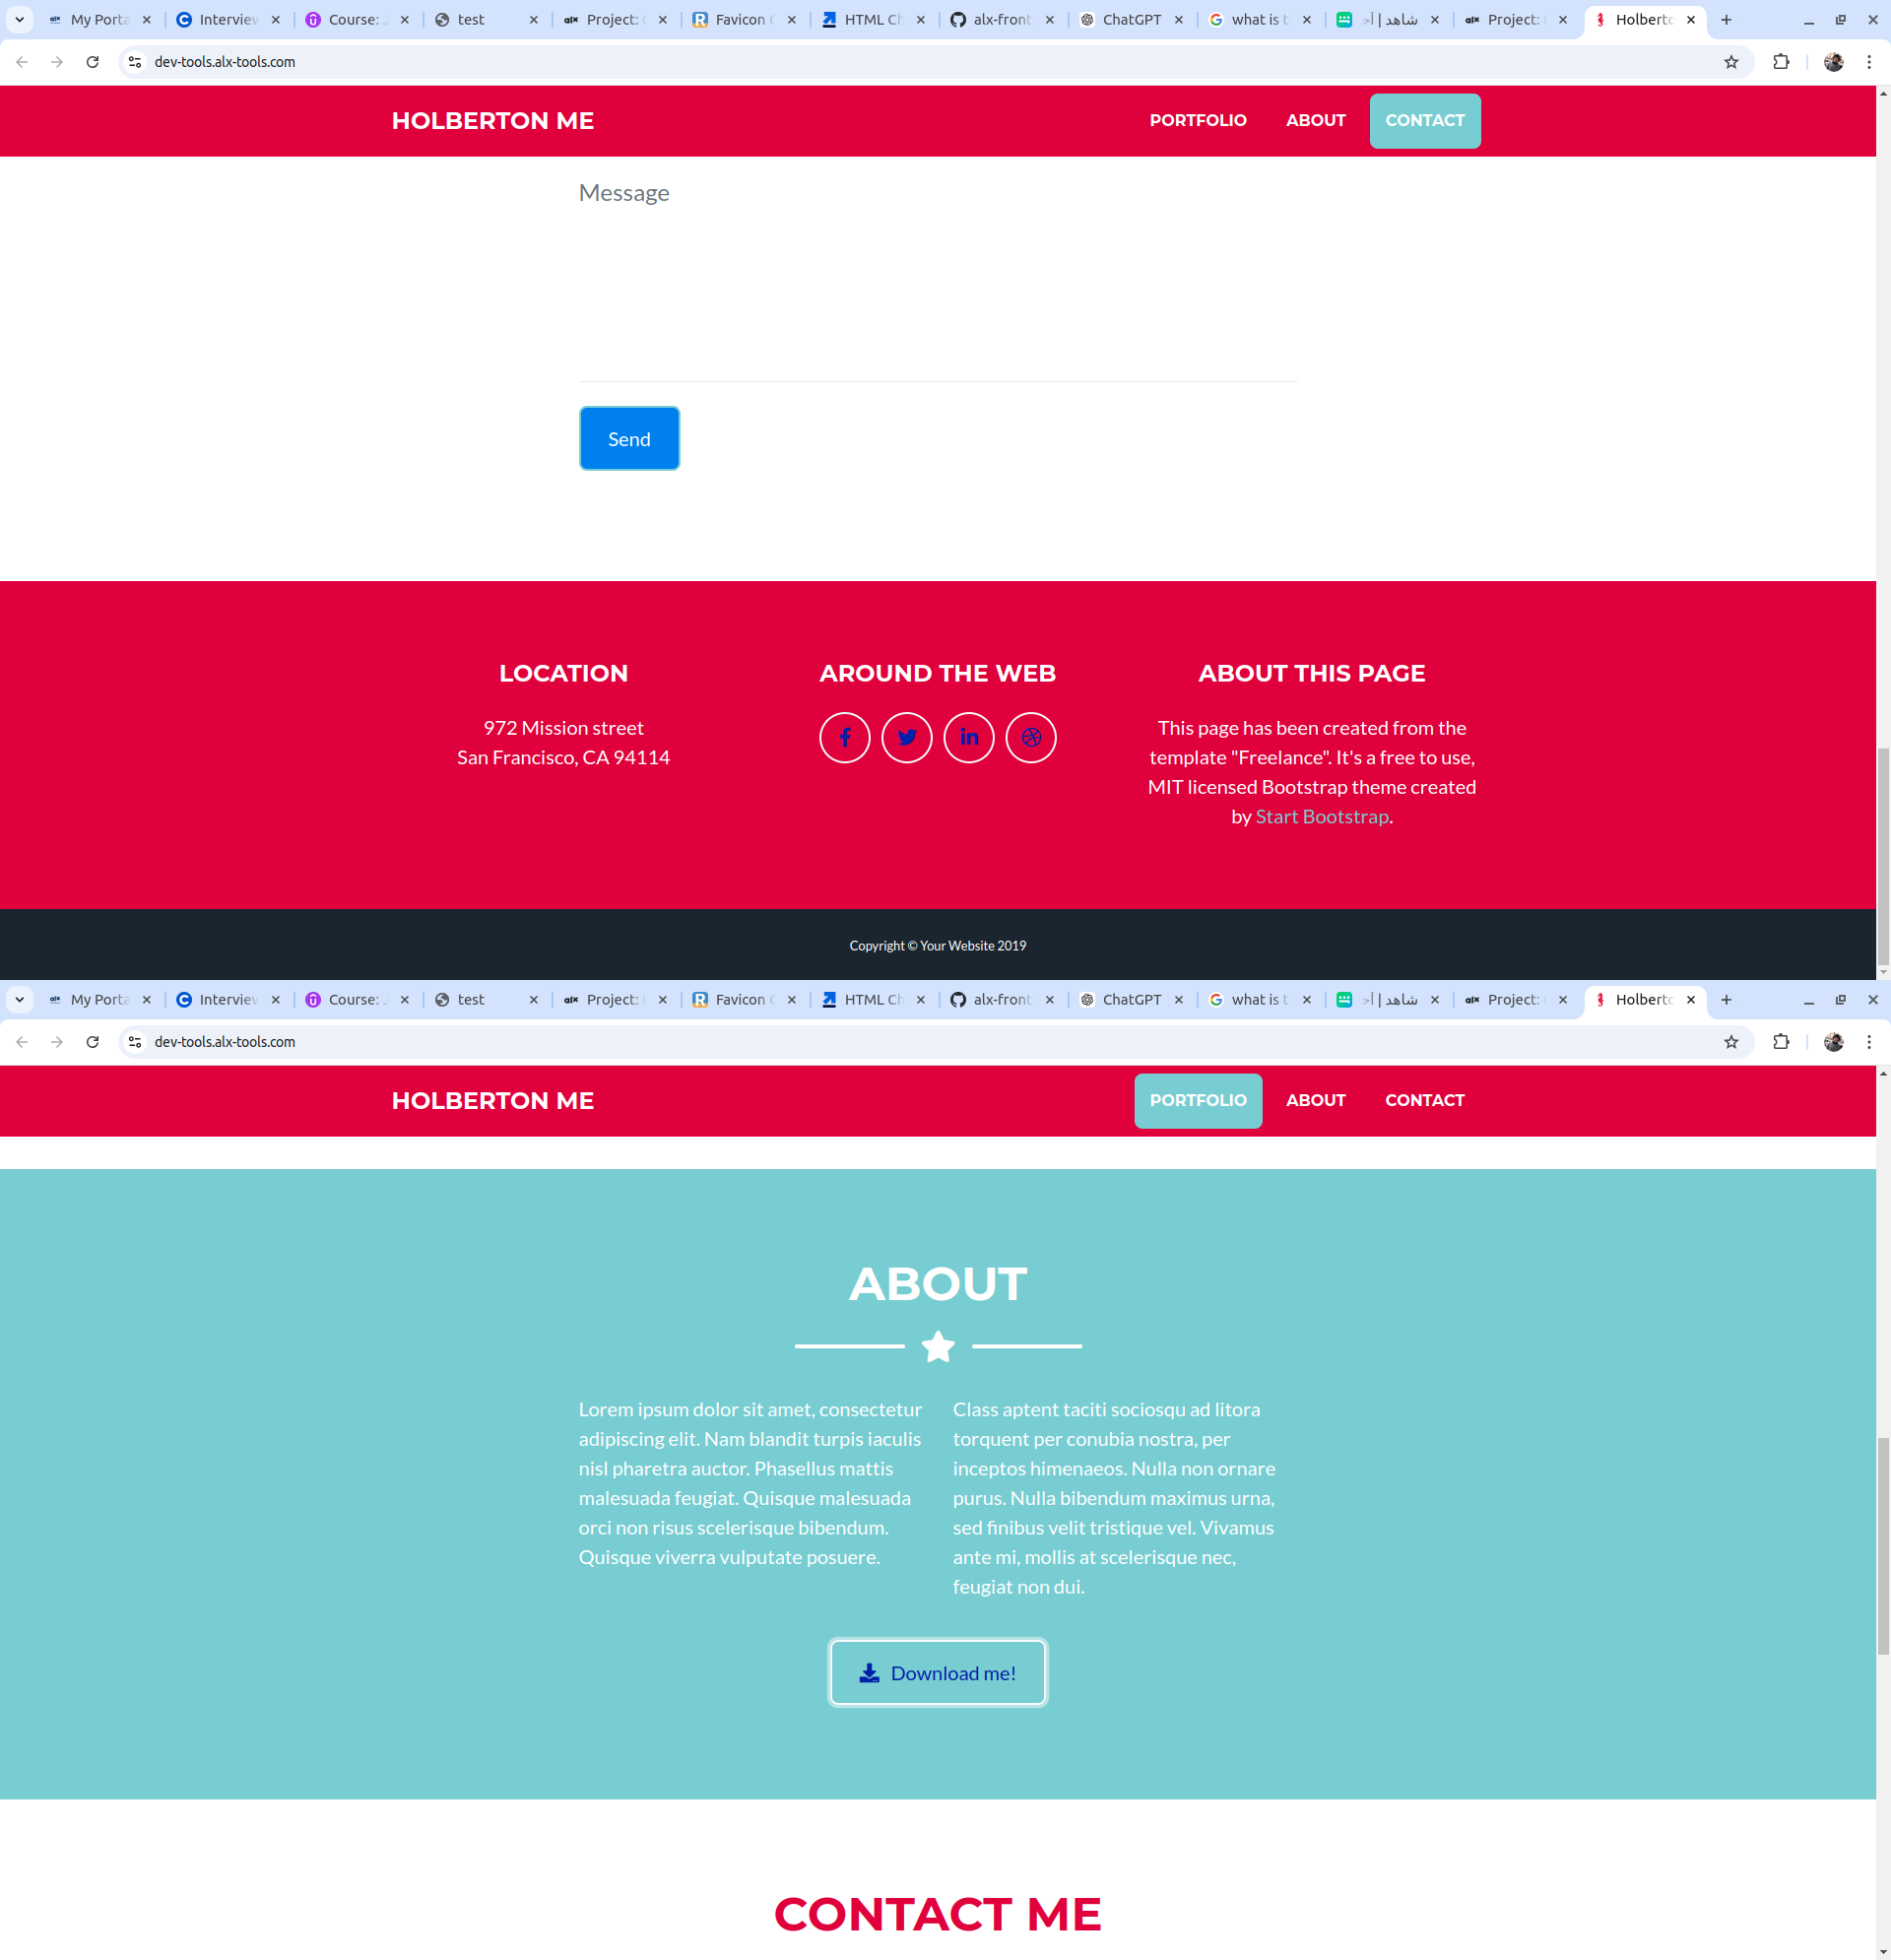 My Porta
Interview
Course: J
test
Project: C
Favicon C
HTML Ch
alx-front
ChatGPT
what is t
شاهد | أحـ
Project:
Holberto
dev-tools.alx-tools.com
HOLBERTON ME
PORTFOLIO
ABOUT
CONTACT
Message
Send
LOCATION
972 Mission street
San Francisco, CA 94114
AROUND THE WEB
ABOUT THIS PAGE
This page has been created from the
template "Freelance". It's a free to use,
MIT licensed Bootstrap theme created
by Start Bootstrap.
Copyright © Your Website 2019
My Porta
Interview
Course: J
test
Project: C
Favicon C
HTML Ch
alx-front
ChatGPT
what is t
شاهد | أحـ
Project:
Holberto
dev-tools.alx-tools.com
HOLBERTON ME
PORTFOLIO
ABOUT
CONTACT
ABOUT
Lorem ipsum dolor sit amet, consectetur
adipiscing elit. Nam blandit turpis iaculis
nisl pharetra auctor. Phasellus mattis
malesuada feugiat. Quisque malesuada
orci non risus scelerisque bibendum.
Quisque viverra vulputate posuere.
Class aptent taciti sociosqu ad litora
torquent per conubia nostra, per
inceptos himenaeos. Nulla non ornare
purus. Nulla bibendum maximus urna,
sed finibus velit tristique vel. Vivamus
ante mi, mollis at scelerisque nec,
feugiat non dui.
Download me!
CONTACT ME